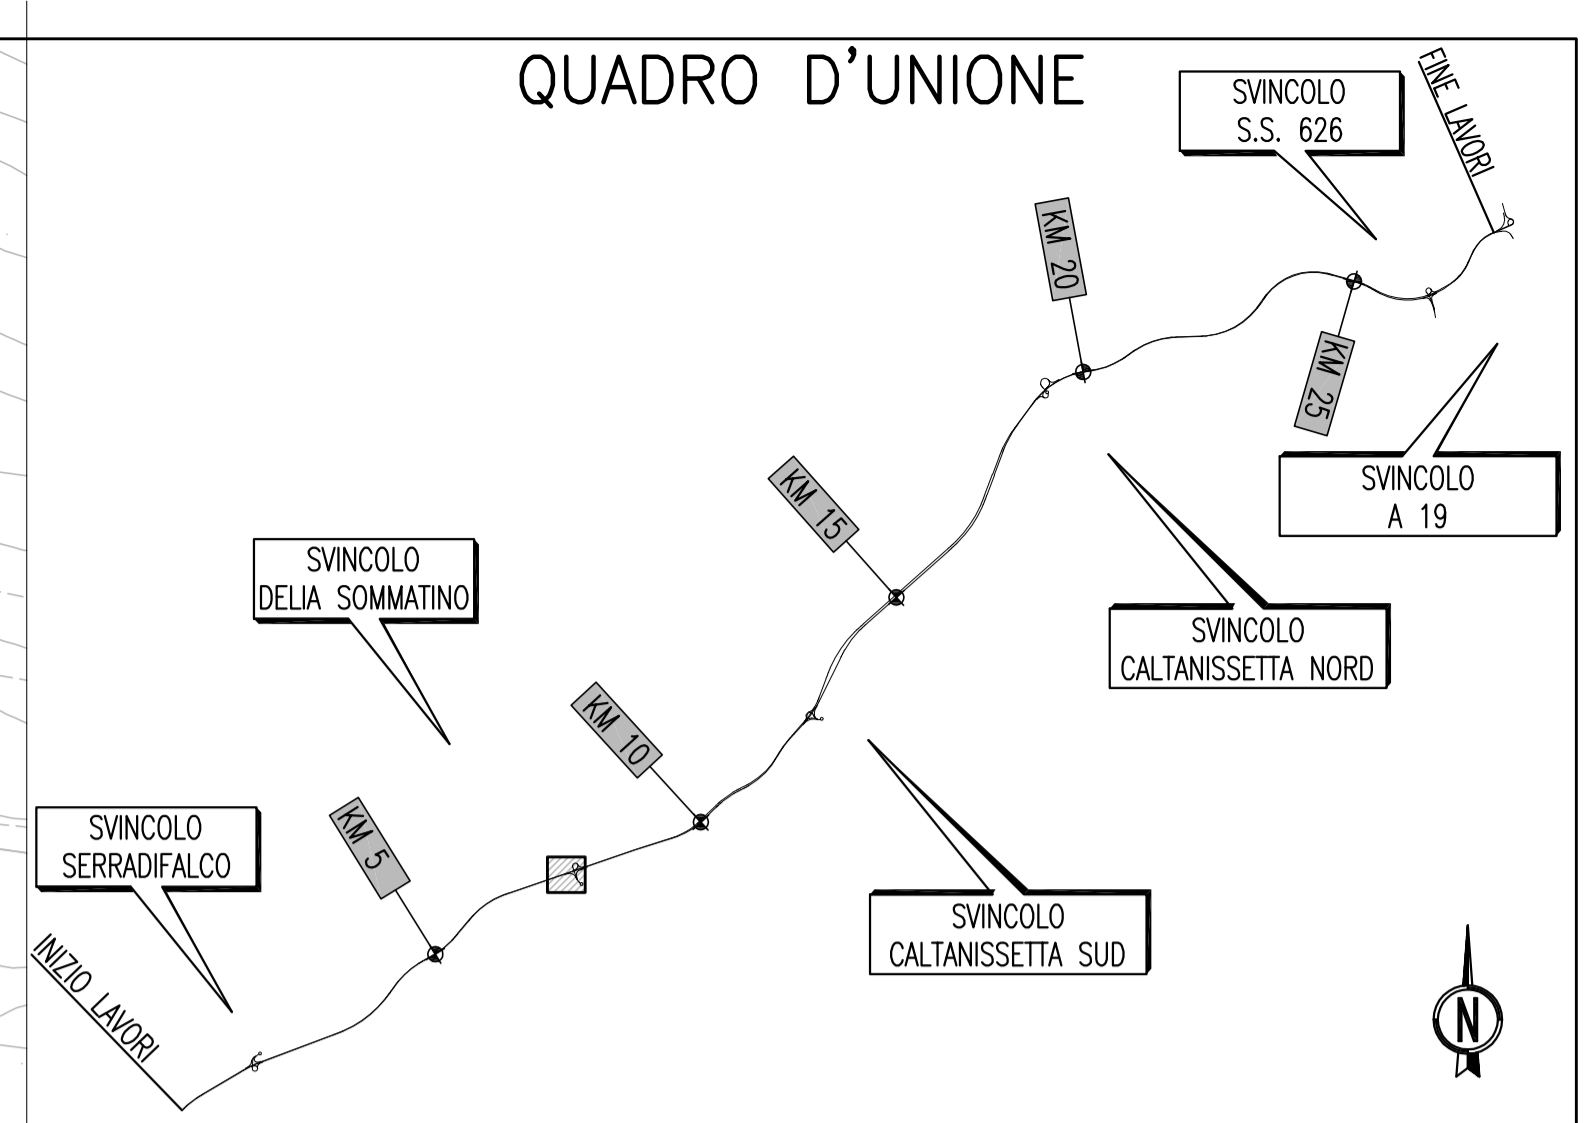 QUADRO D'UNIONE
SVINCOLO
S.S. 626
FINE LAVORI
KM 20
KM 25
SVINCOLO
A 19
KM 15
SVINCOLO
DELIA SOMMATINO
SVINCOLO
CALTANISSETTA NORD
KM 10
KM 5
SVINCOLO
SERRADIFALCO
SVINCOLO
CALTANISSETTA SUD
INIZIO LAVORI
N